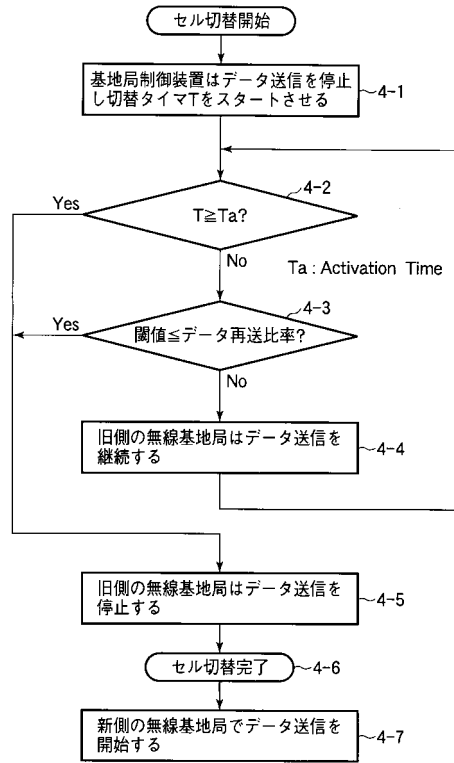 セル切替開始
基地局制御装置はデータ送信を停止
し切替タイマTをスタートさせる
4-1
4-2
Yes
T≧Ta?
No
Ta : Activation Time
4-3
Yes
閾値≦データ再送比率?
No
旧側の無線基地局はデータ送信を
継続する
4-4
旧側の無線基地局はデータ送信を
停止する
4-5
セル切替完了
4-6
新側の無線基地局でデータ送信を
開始する
4-7